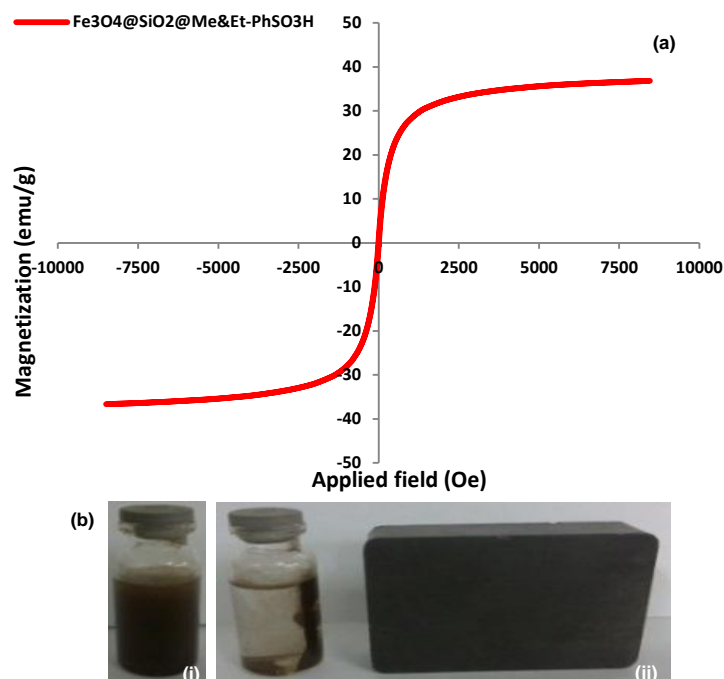 Fe3O4@SiO2@Me&Et-PhSO3H
(a)
50
40
30
20
10
0
-10000 -7500 -5000 -2500 0 2500 5000 7500 10000
-10
-20
-30
-40
-50
Magnetization (emu/g)
Applied field (Oe)
(b)
(i) (ii)